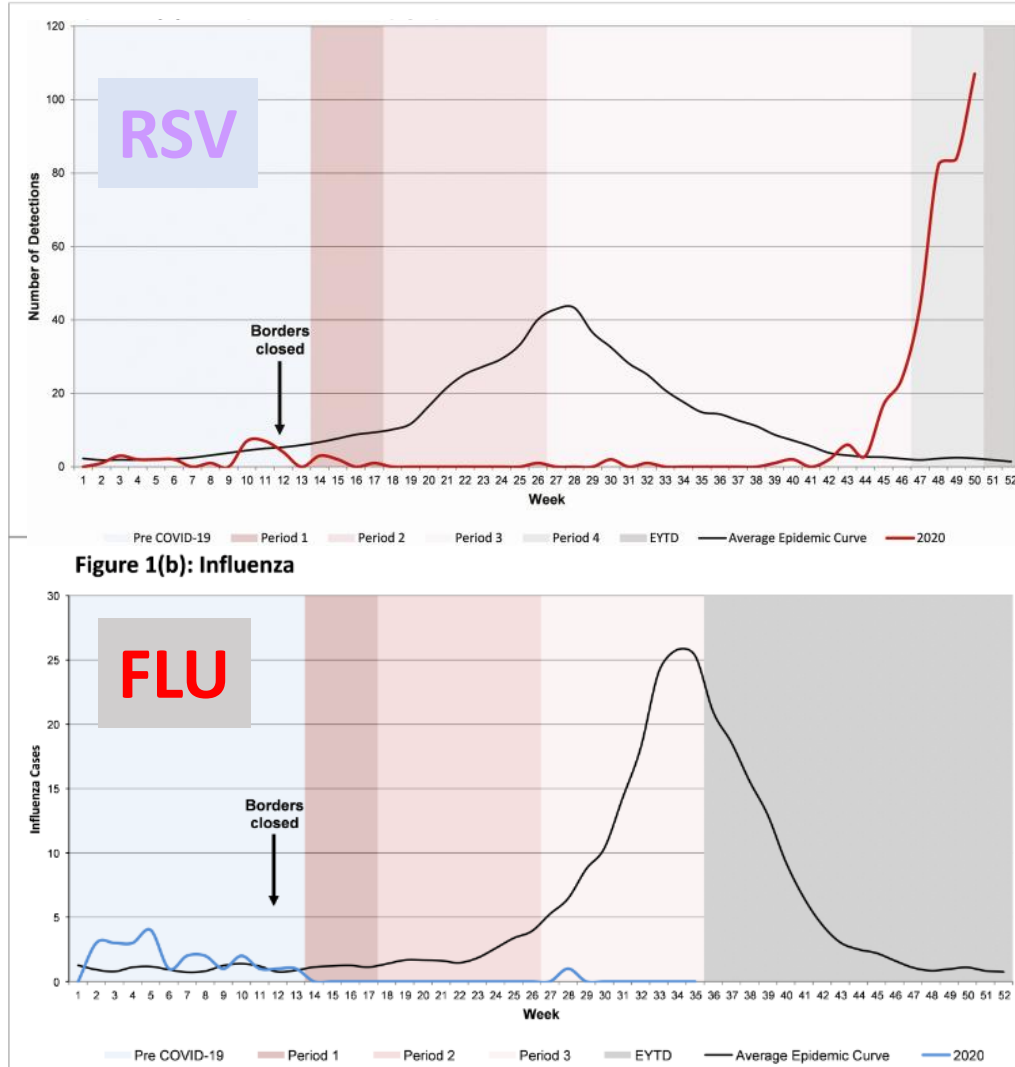 120
100
80
60
40
20
0
Number of Detections
RSV
Borders
closed
1 2 3 4 5 6 7 8 9 10 11 12 13 14 15 16 17 18 19 20 21 22 23 24 25 26 27 28 29 30 31 32 33 34 35 36 37 38 39 40 41 42 43 44 45 46 47 48 49 50 51 52
Week
Pre COVID-19 Period 1 Period 2 Period 3 Period 4 EYTD Average Epidemic Curve 2020
Figure 1(b): Influenza
30
25
20
15
10
5
0
Influenza Cases
FLU
Borders
closed
1 2 3 4 5 6 7 8 9 10 11 12 13 14 15 16 17 18 19 20 21 22 23 24 25 26 27 28 29 30 31 32 33 34 35 36 37 38 39 40 41 42 43 44 45 46 47 48 49 50 51 52
Week
Pre COVID-19 Period 1 Period 2 Period 3 EYTD Average Epidemic Curve 2020